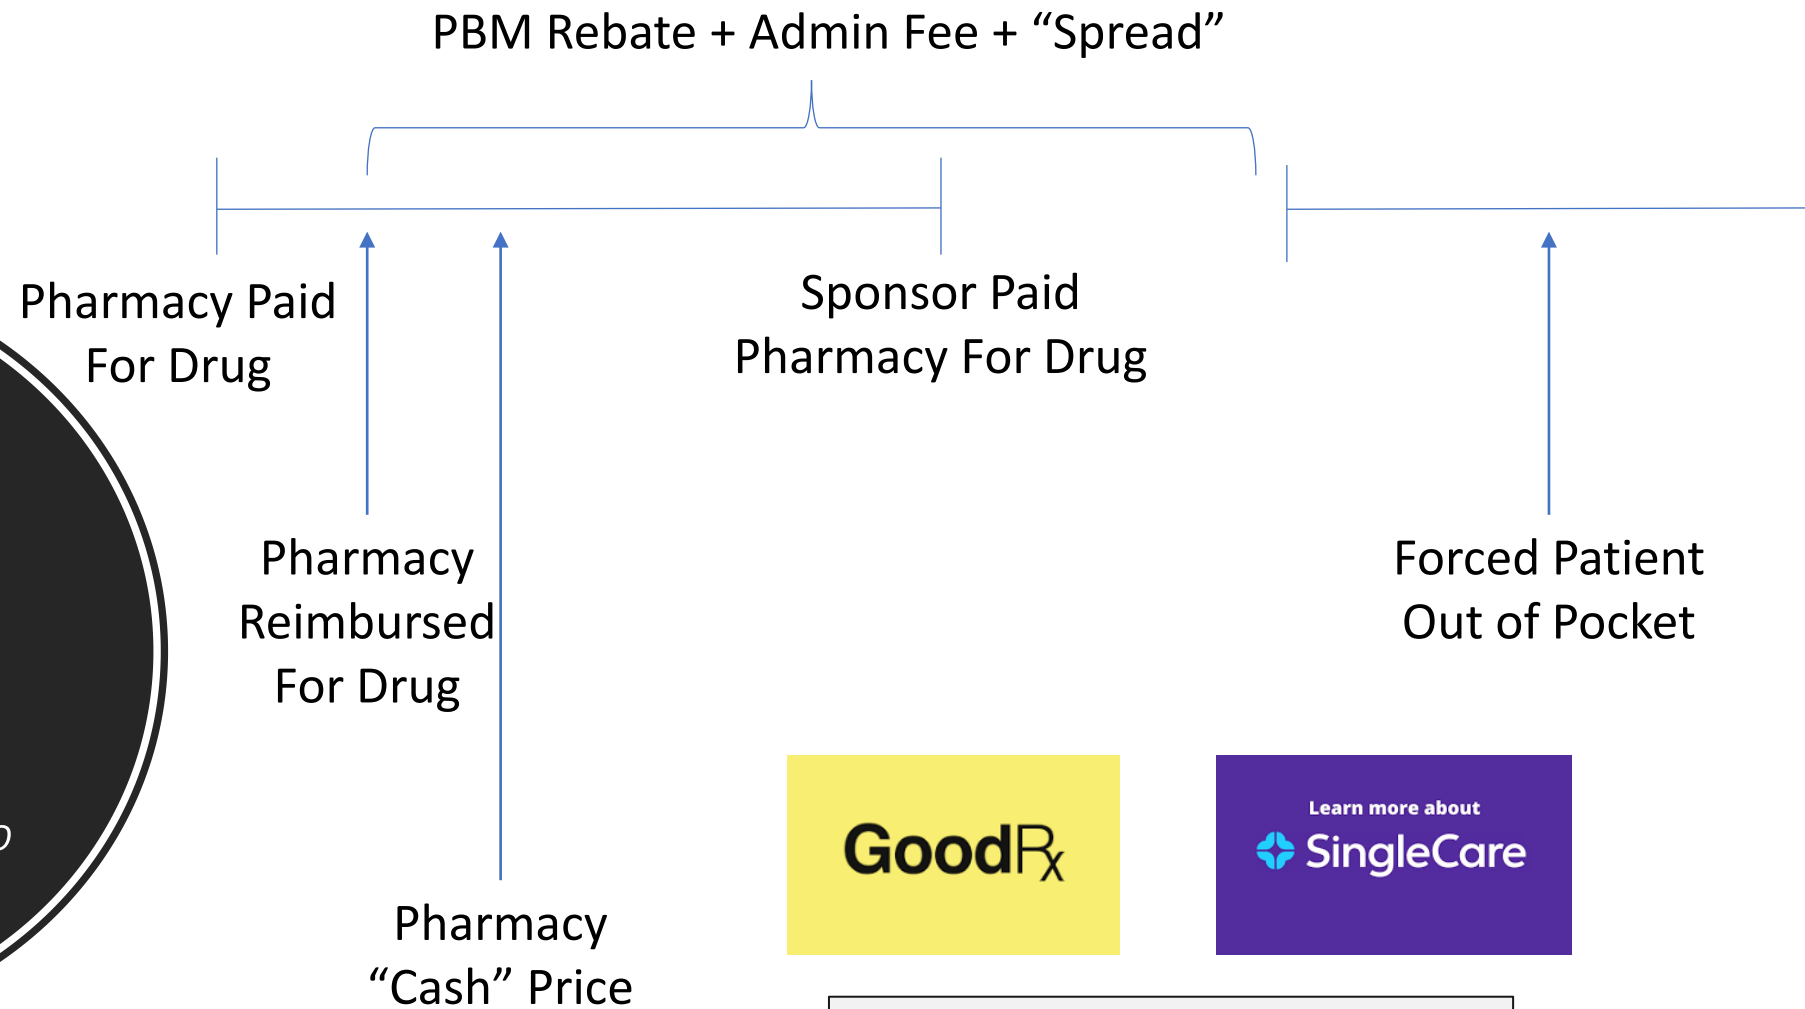 PBM Rebate + Admin Fee + “Spread”
Pharmacy Paid
For Drug
Sponsor Paid
Pharmacy For Drug
Pharmacy
Reimbursed
For Drug
Forced Patient
Out of Pocket
Pharmacy
“Cash” Price
GoodRx
Learn more about
SingleCare